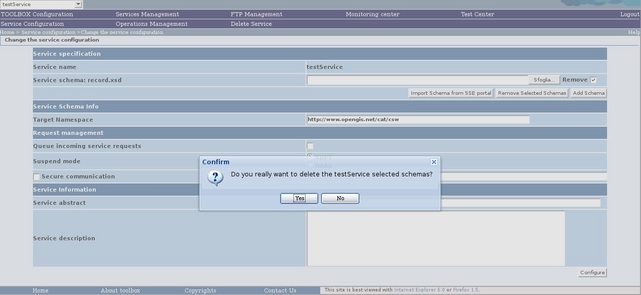 testService
TOOLBOX Configuration Services Management FTP Management Monitoring center Test Center Logout
Service Configuration Operations Management Delete Service
Home > Service configuration > Change the service configuration Help
Change the service configuration
Service specification
Service name testService
Service schema: record.xsd Sfoglia... Remove
Import Schema from SSE portal Remove Selected Schemas Add Schema
Service Schema Info
Target Namespace http://www.opengis.net/cat/csw
Request management
Queue incoming service requests
Suspend mode
Confirm
Do you really want to delete the testService selected schemas?
Yes No
Secure communication
Service Information
Service abstract
Service description
Configure
Home About toolbox Copyrights Contact Us This site is best viewed with Internet Explorer 6.0 or Firefox 1.5.